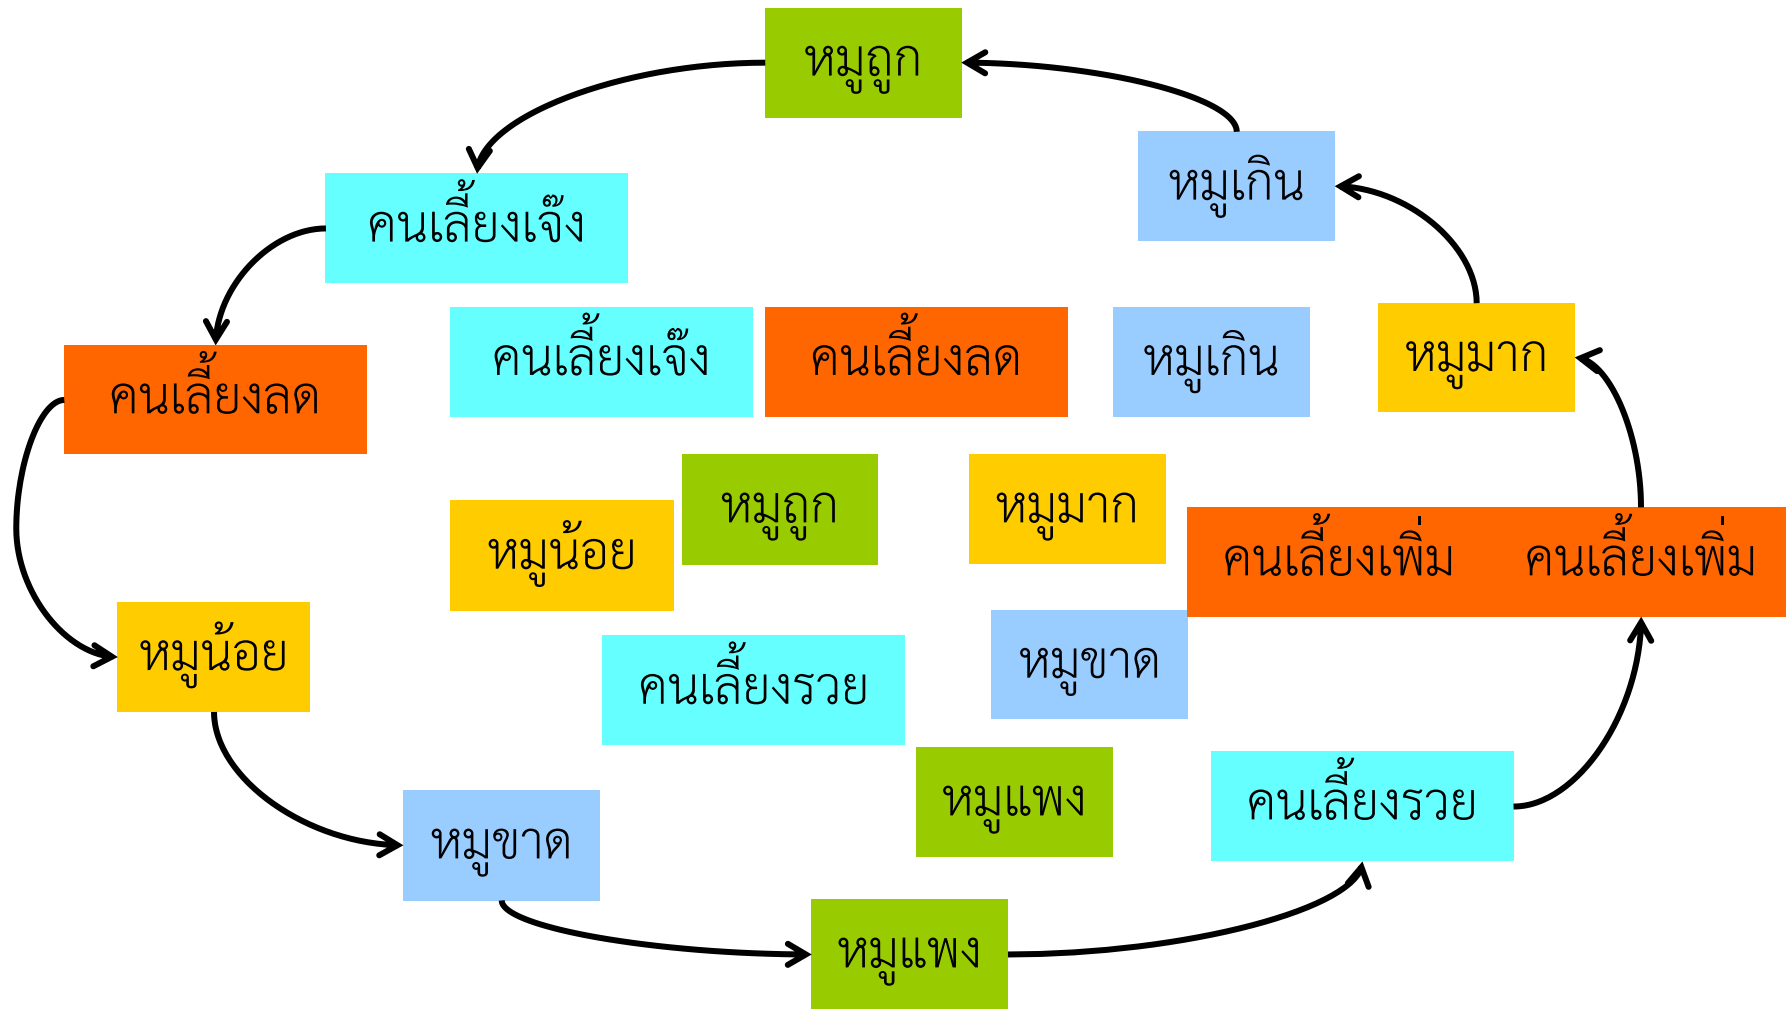 หมูถูก
หมูเกิน
คนเลี้ยงเจ๊ง
คนเลี้ยงเจ๊ง
คนเลี้ยงลด
หมูเกิน
หมูมาก
คนเลี้ยงลด
หมูถูก
หมูมาก
หมูน้อย
คนเลี้ยงเพิ่ม
คนเลี้ยงเพิ่ม
หมูน้อย
คนเลี้ยงรวย
หมูขาด
หมูแพง
คนเลี้ยงรวย
หมูขาด
หมูแพง